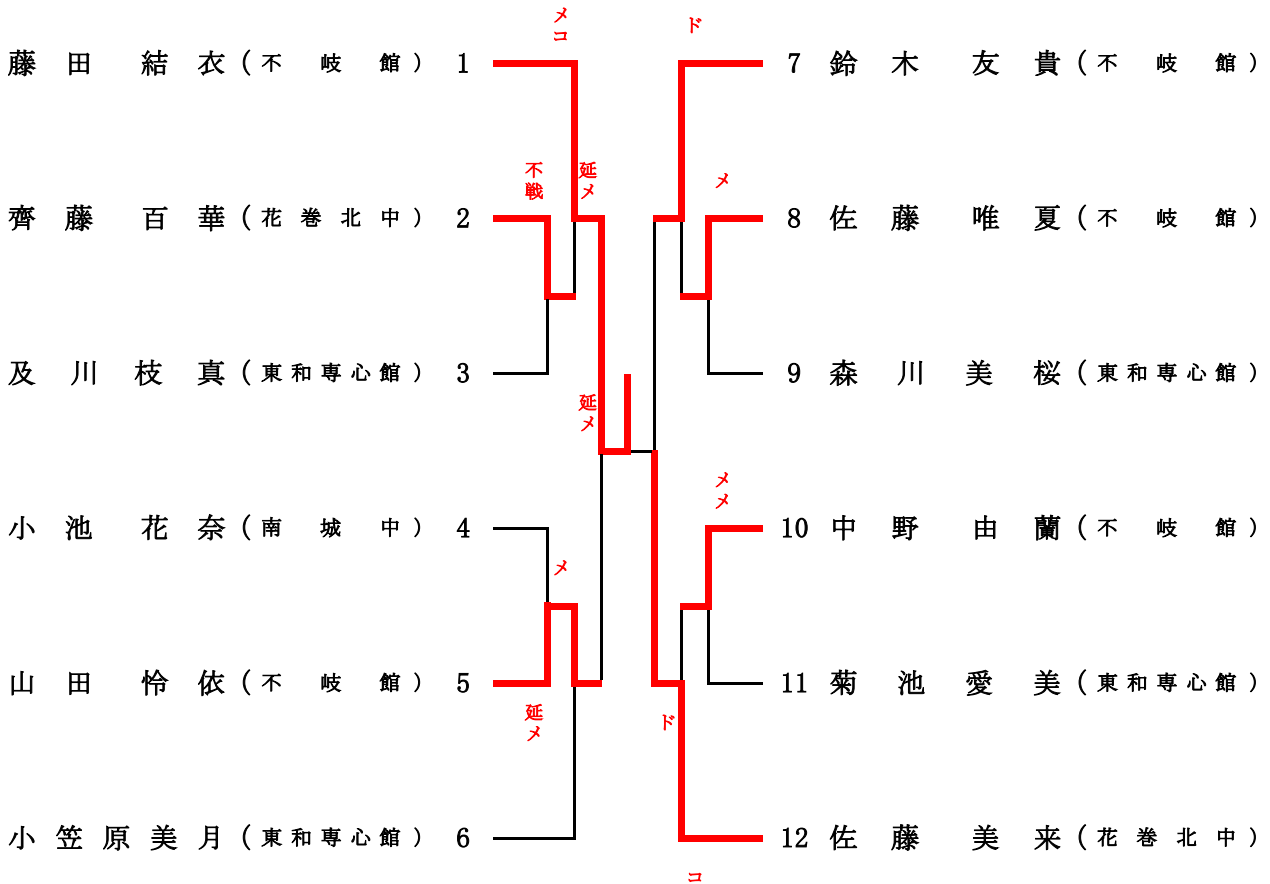 メコ
ド
藤田 結衣(不岐館) 1
7 鈴木 友貴(不岐館)
不戦
延メ
メ
齊藤 百華(花巻北中) 2
8 佐藤 唯夏(不岐館)
及川枝真(東和専心館) 3
9 森川美桜(東和専心館)
延メ
メメ
小池 花奈(南城中) 4
10 中野 由蘭(不岐館)
メ
山田 怜依(不岐館) 5
11 菊池愛美(東和専心館)
延メ
ド
小笠原美月(東和専心館) 6
12 佐藤 美来(花巻北中)
コ